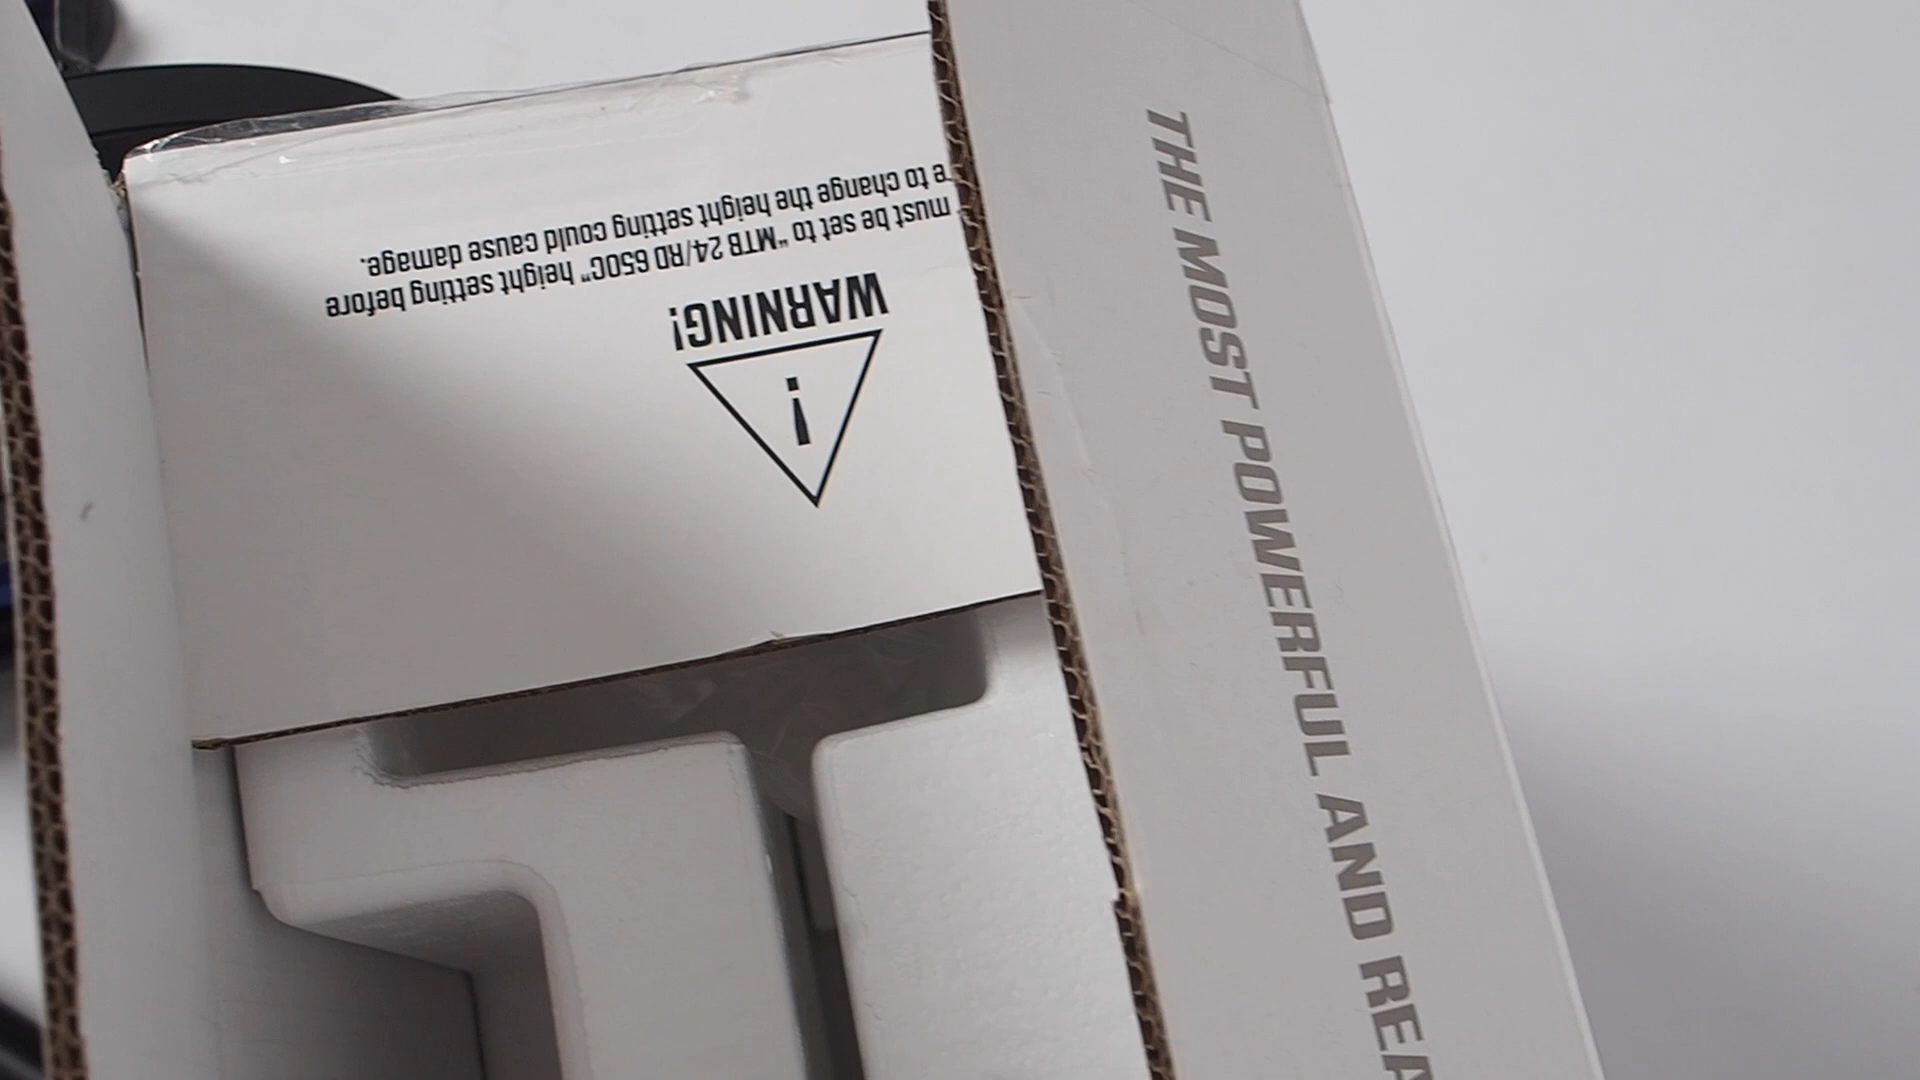 WARNING!
must be set to “MTB 24/RD 650C” height setting before
e to change the height setting could cause damage.
THE MOST POWERFUL AND REA